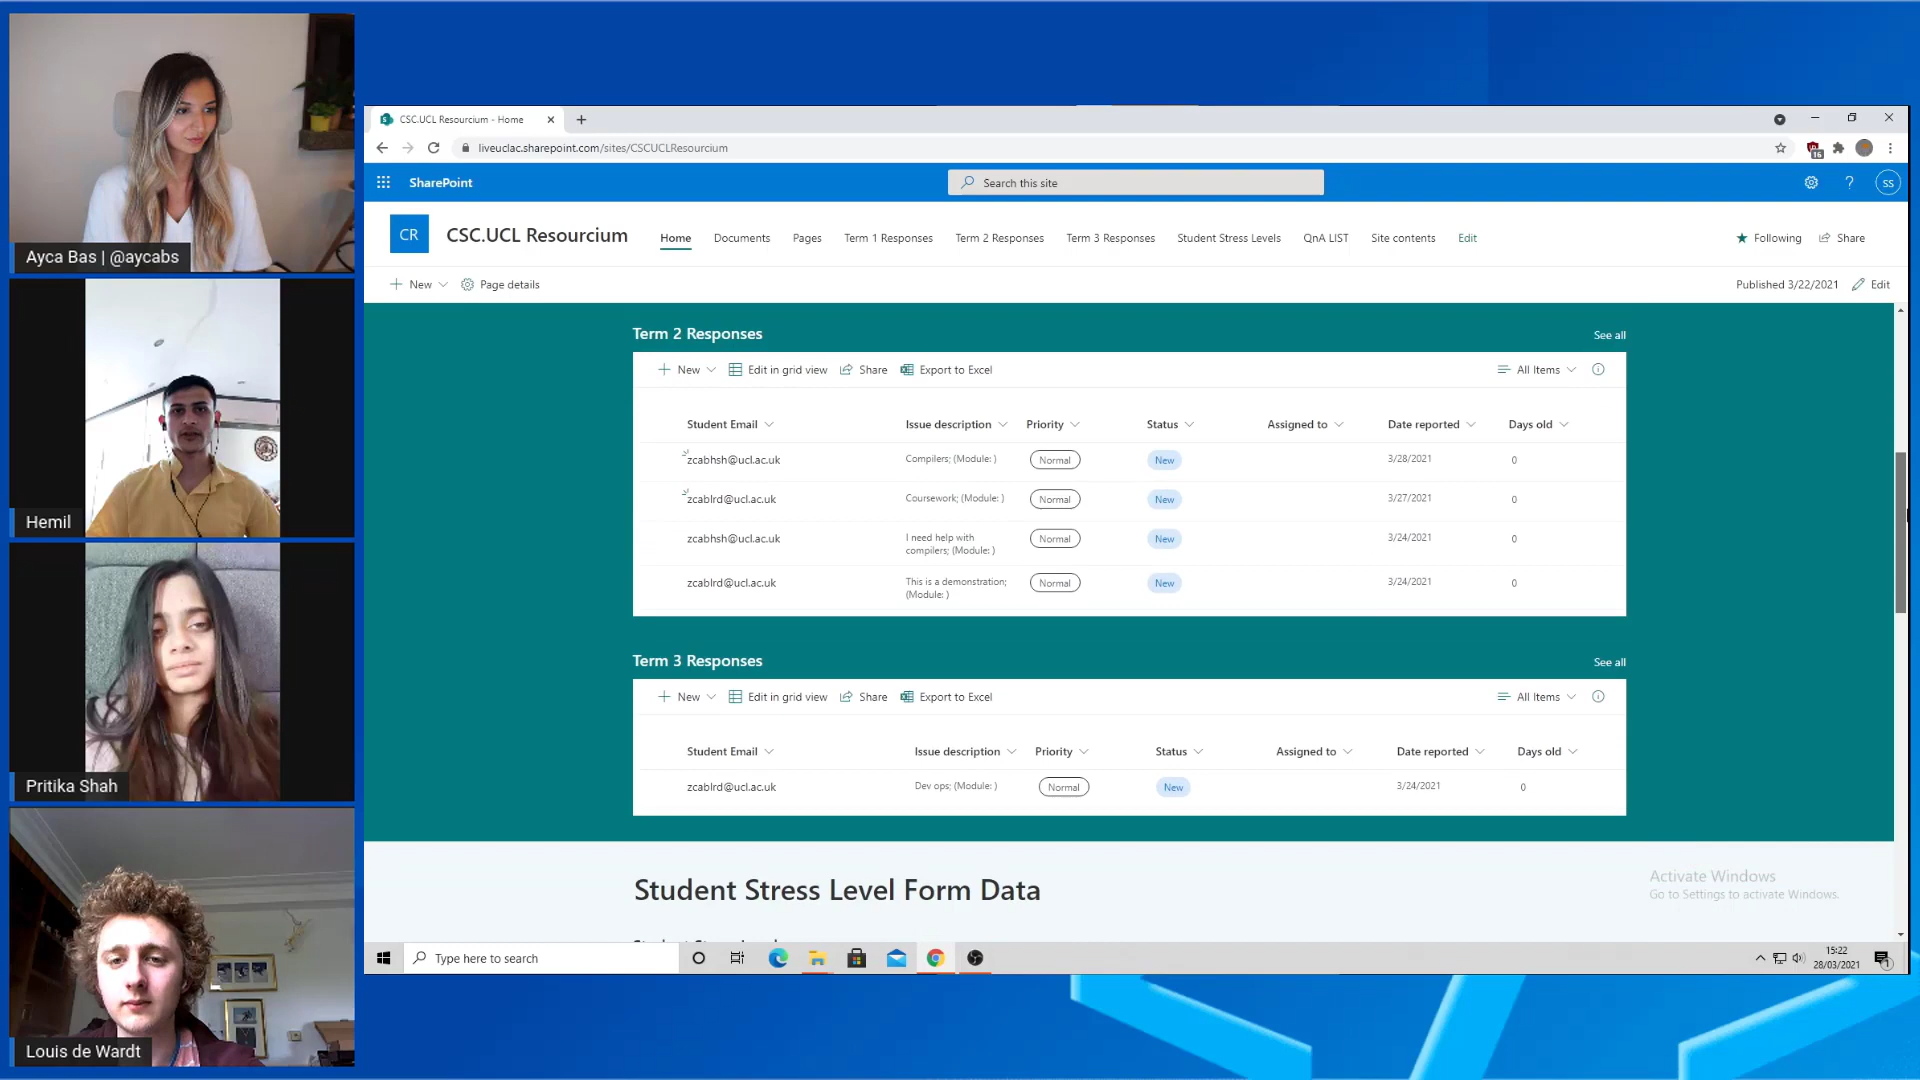 Ayca Bas | @aycabs
Hemil
Pritika Shah
Louis de Wardt
CSC.UCL Resourcium - Home
liveuclac.sharepoint.com/sites/CSCUCLResourcium
16
SharePoint
Search this site
SS
CR
CSC.UCL Resourcium
Home Documents Pages Term 1 Responses Term 2 Responses Term 3 Responses Student Stress Levels QnA LIST Site contents Edit
Following Share
New Page details
Published 3/22/2021 Edit
Term 2 Responses
See all
New Edit in grid view Share Export to Excel
All Items
Student Email Issue description Priority Status Assigned to Date reported Days old
zcabhsh@ucl.ac.uk Compilers; (Module: ) Normal New 3/28/2021 0
zcablrd@ucl.ac.uk Coursework; (Module: ) Normal New 3/27/2021 0
zcabhsh@ucl.ac.uk I need help with Normal New 3/24/2021 0
compilers; (Module: )
zcablrd@ucl.ac.uk This is a demonstration; Normal New 3/24/2021 0
(Module: )
Term 3 Responses
See all
New Edit in grid view Share Export to Excel
All Items
Student Email Issue description Priority Status Assigned to Date reported Days old
zcablrd@ucl.ac.uk Dev ops; (Module: ) Normal New 3/24/2021 0
Student Stress Level Form Data
Activate Windows
Go to Settings to activate Windows.
Type here to search
15:22
28/03/2021
1